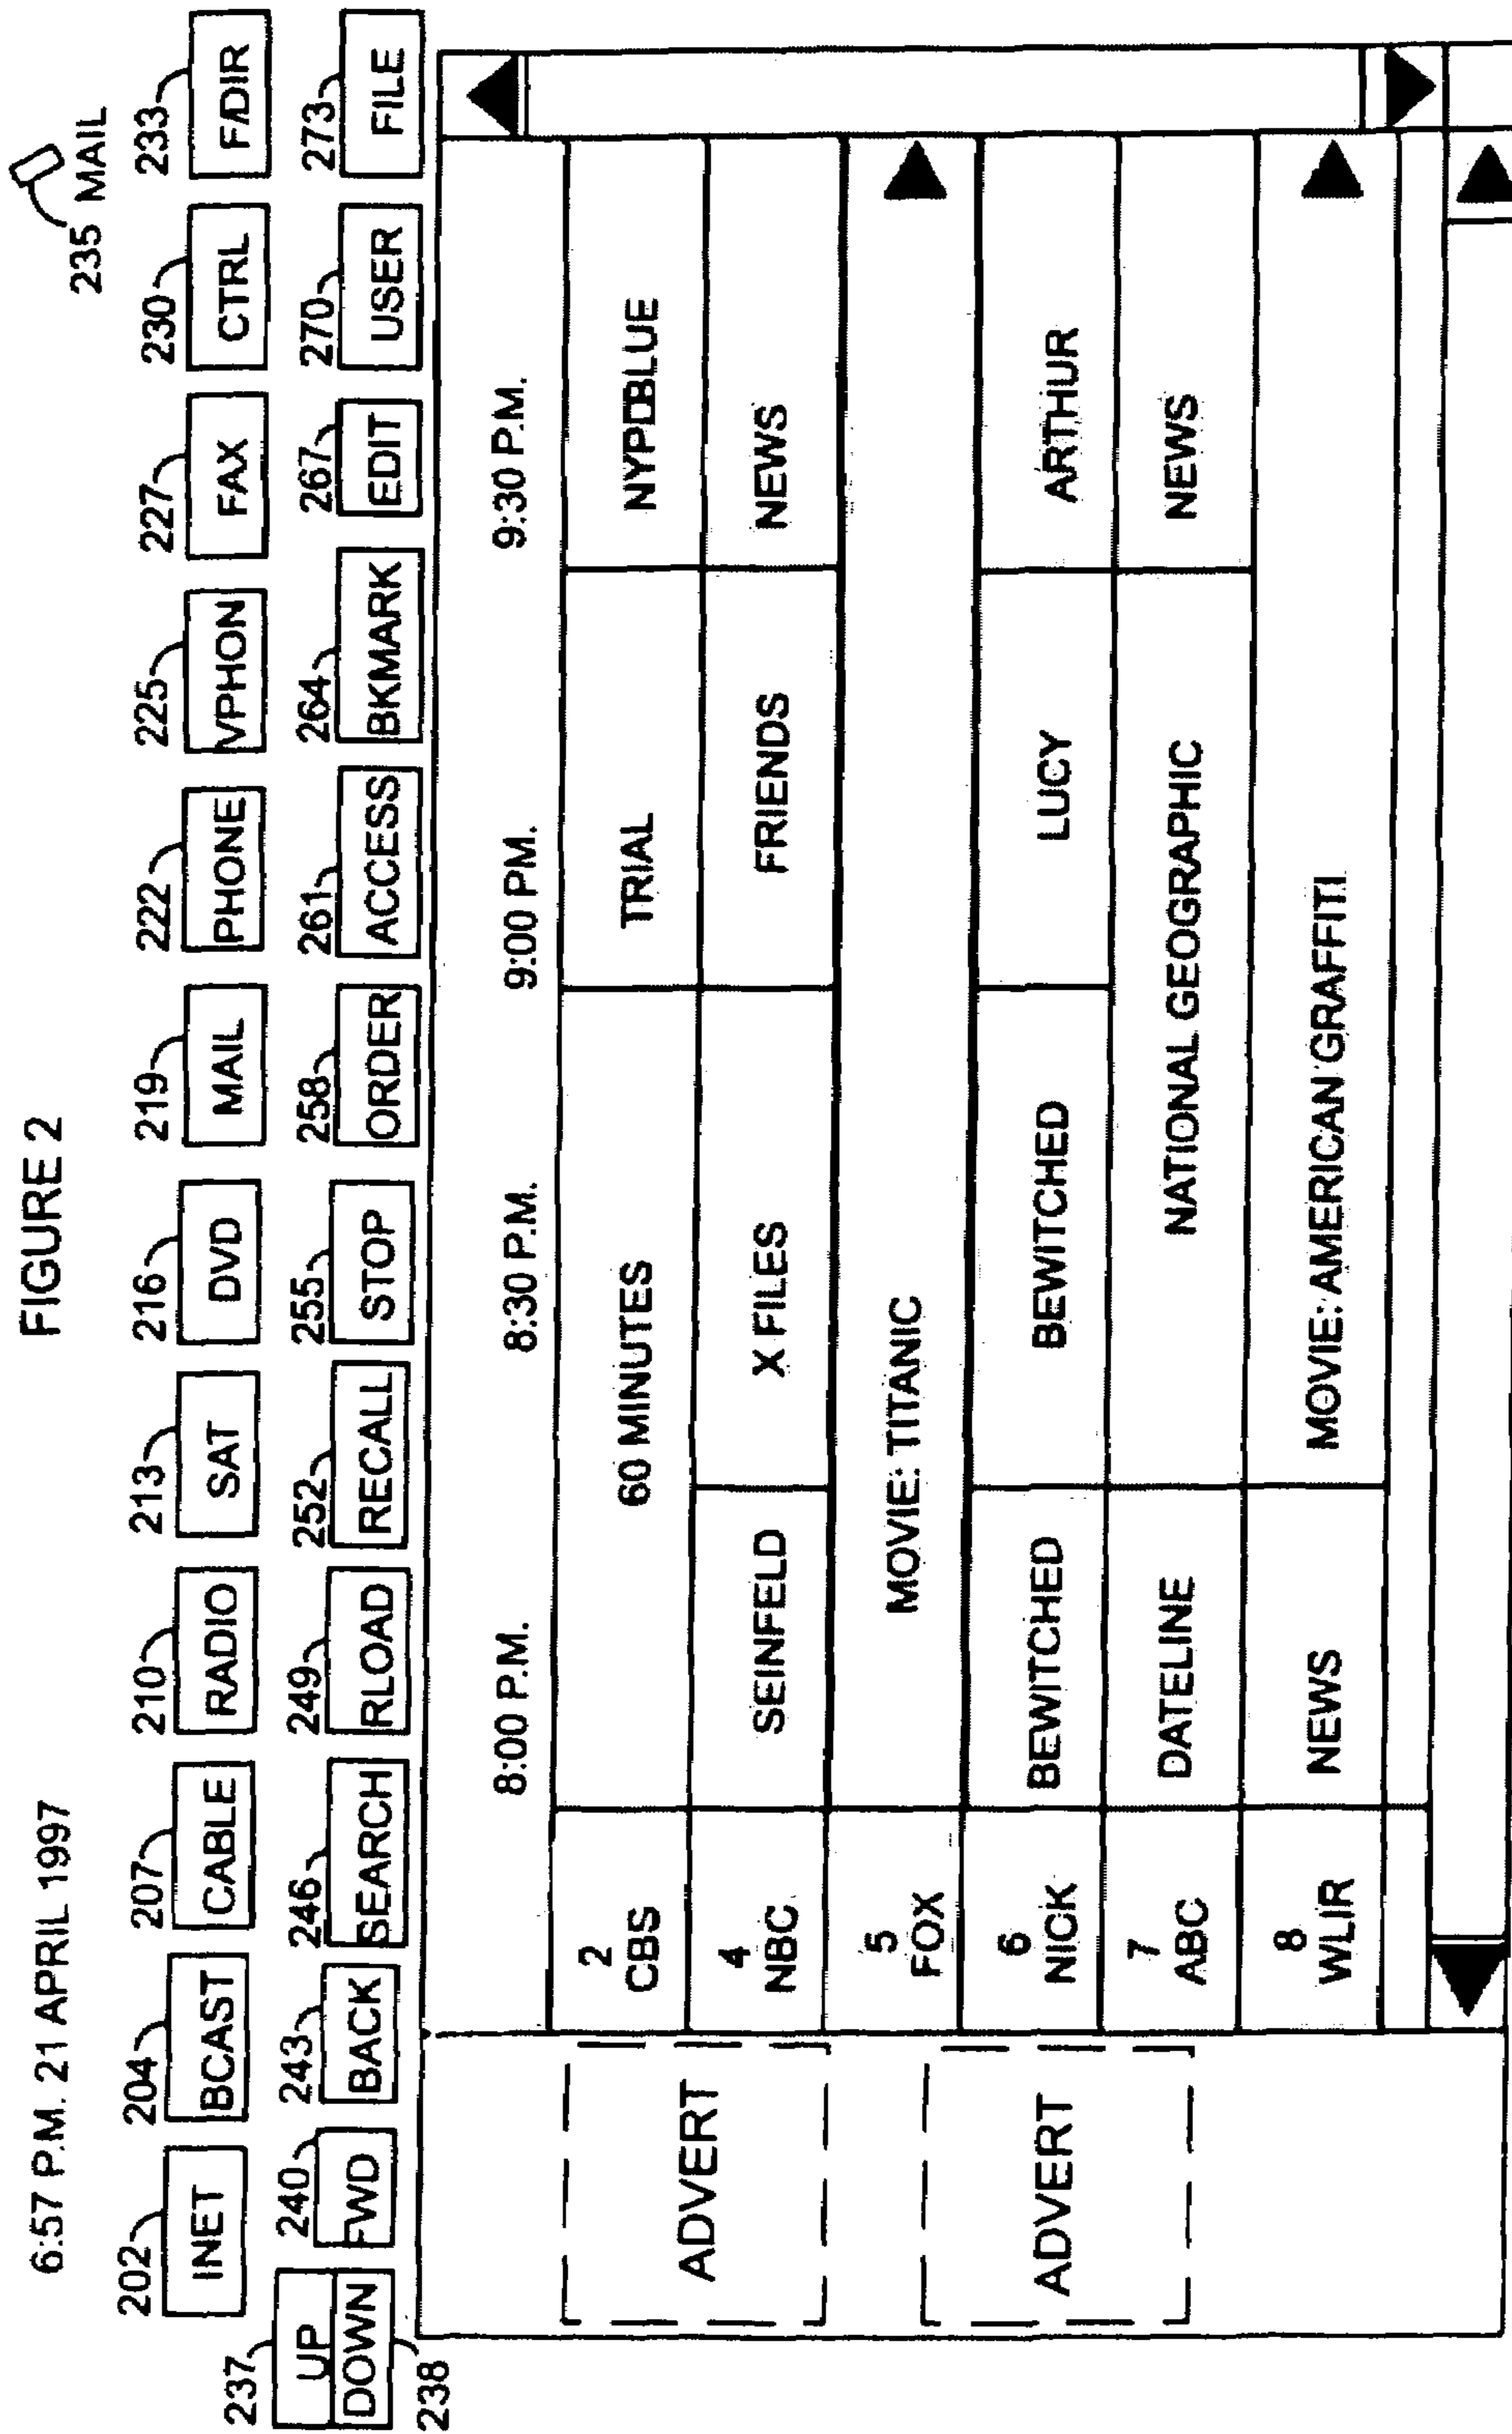 FIGURE 2
6:57 P.M. 21 APRIL 1997
235 MAIL
202 204 207 210 213 216 219 222 225 227 230 233
INET BCAST CABLE RADIO SAT DVD MAIL PHONE VPHON FAX CTRL F/DIR
237 240 243 246 249 252 255 258 261 264 267 270 273
UP
DOWN FWD BACK SEARCH RLOAD RECALL STOP ORDER ACCESS BKMARK EDIT USER FILE
238
8:00 P.M. 8:30 P.M. 9:00 PM. 9:30 P.M.
ADVERT
2
CBS 60 MINUTES TRIAL NYPDBLUE
4
NBC SEINFELD X FILES FRIENDS NEWS
5
FOX MOVIE: TITANIC
ADVERT
6
NICK BEWITCHED BEWITCHED LUCY ARTHUR
7
ABC DATELINE NATIONAL GEOGRAPHIC NEWS
8
WLIR NEWS MOVIE: AMERICAN GRAFFITI